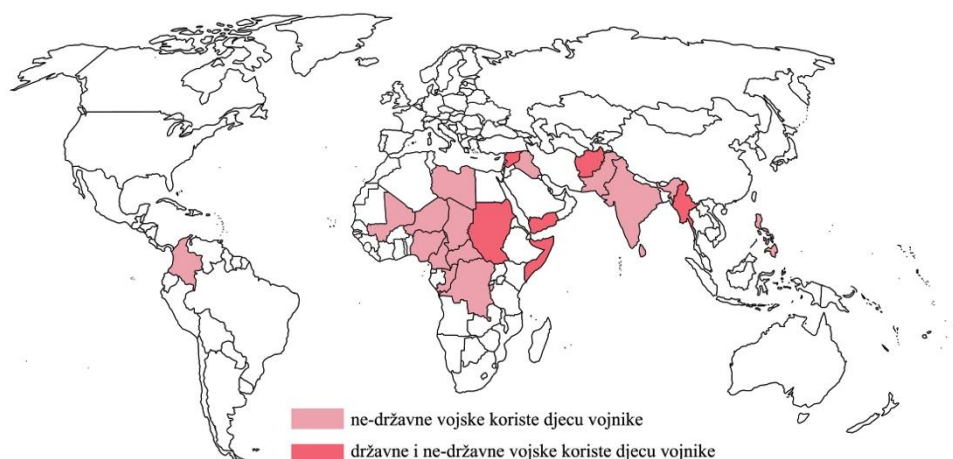 ne-državne vojske koriste djecu vojnike
državne i ne-državne vojske koriste djecu vojnike